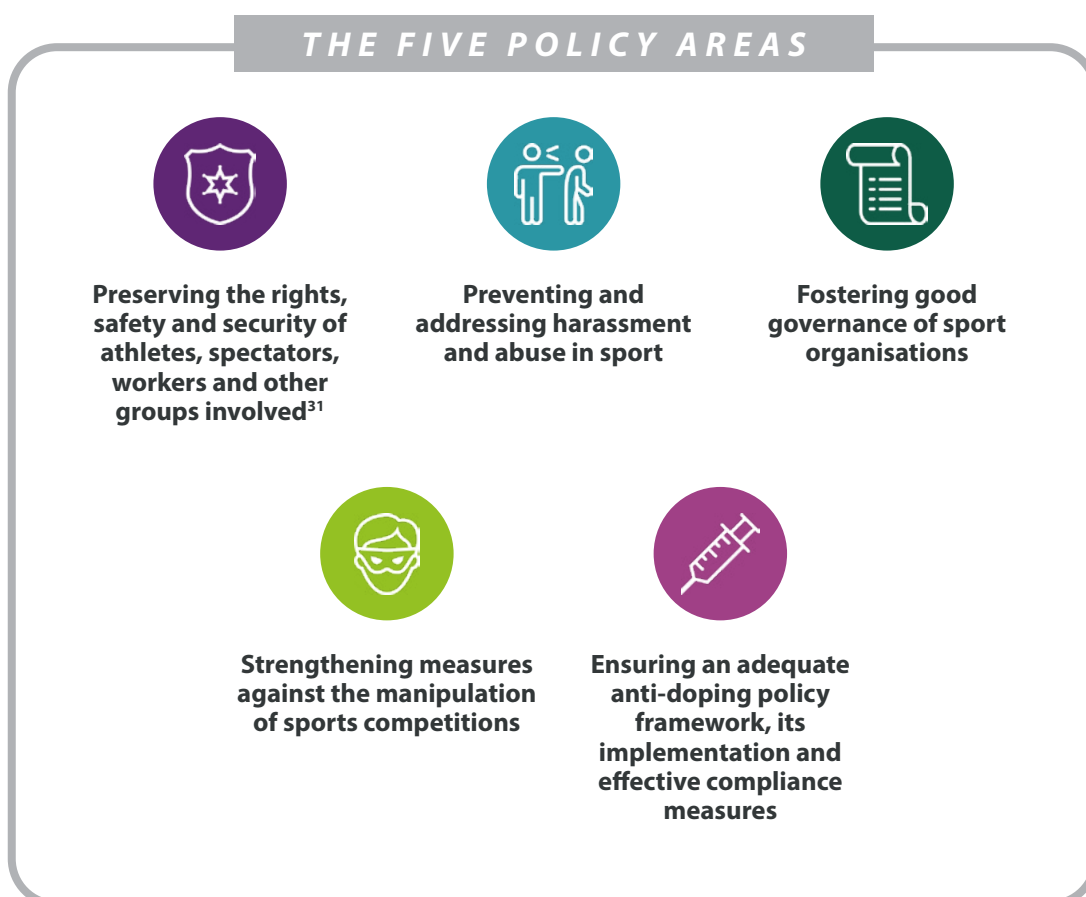 THE FIVE POLICY AREAS
Preserving the rights,
safety and security of
athletes, spectators,
workers and other
groups involved³¹
Preventing and
addressing harassment
and abuse in sport
Fostering good
governance of sport
organisations
Strengthening measures
against the manipulation
of sports competitions
Ensuring an adequate
anti-doping policy
framework, its
implementation and
effective compliance
measures